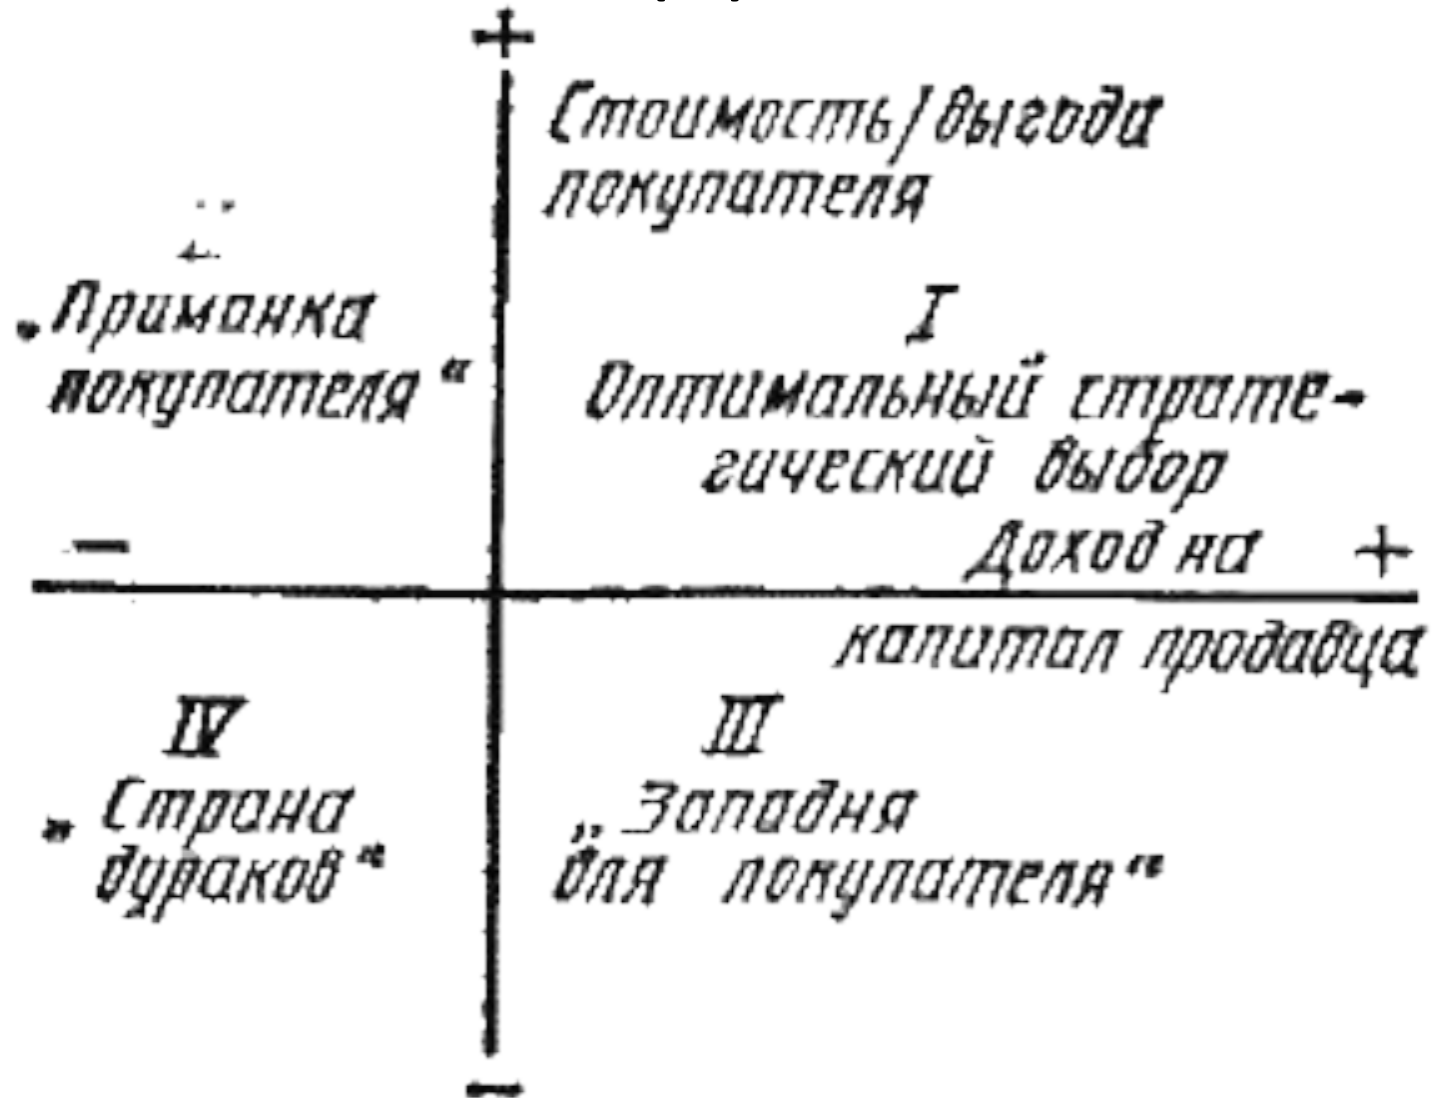 +
Стоимость/выгода
покупателя
„Приманка
покупателя“
I
Оптимальный страте-
гический выбор
−
Доход на
+
капитал продавца
IV
„Страна
дураков“
III
„Западня
для покупателя“
−